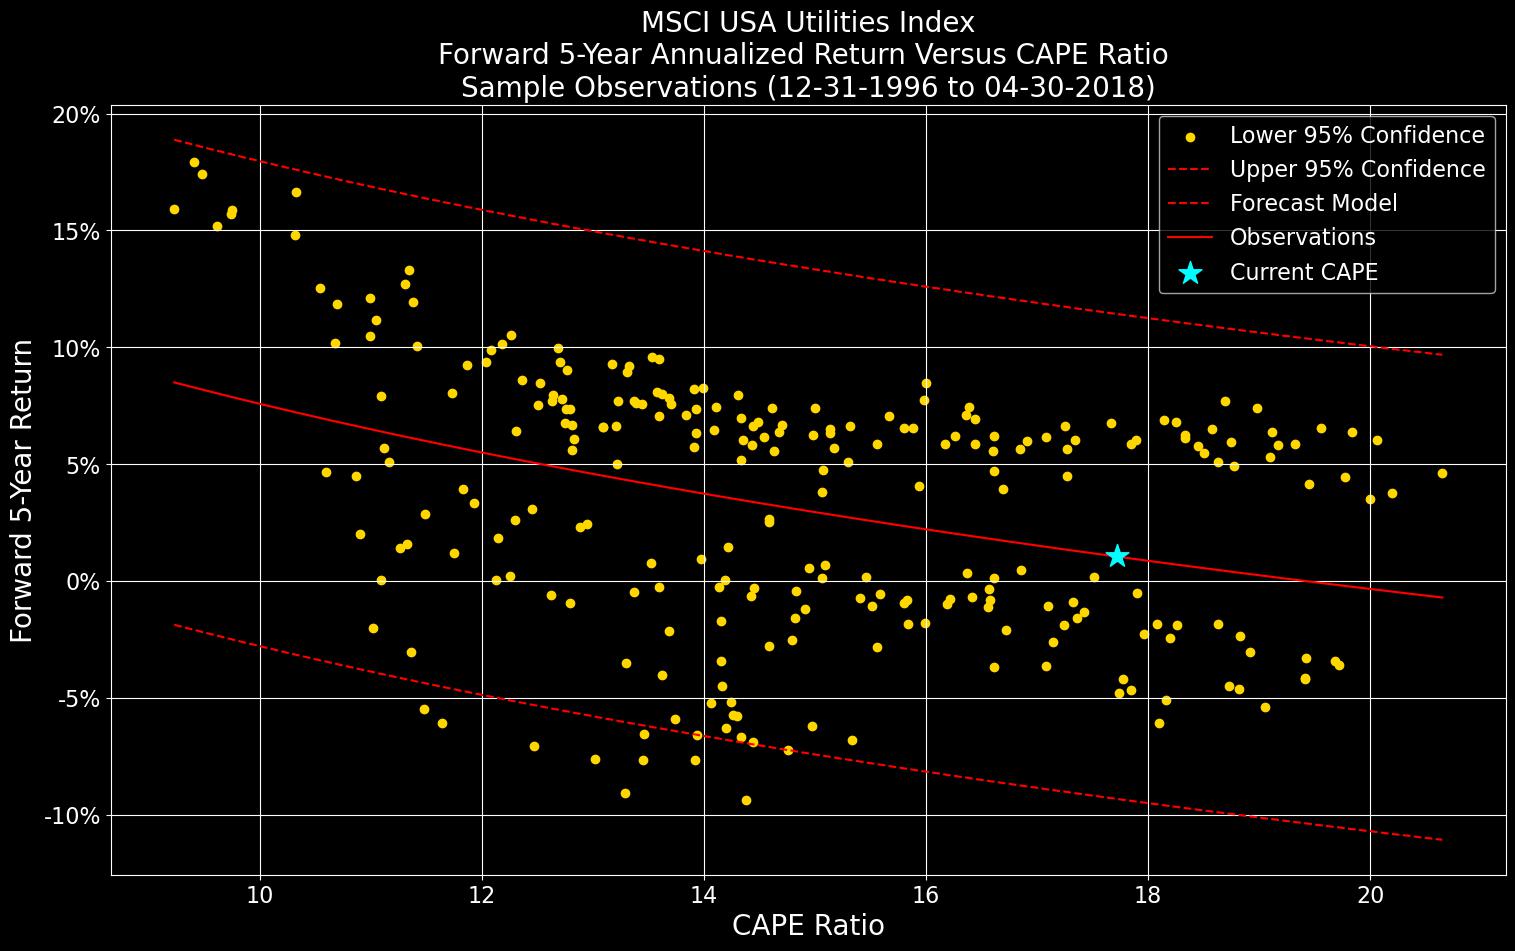 MSCI USA Utilities Index
Forward 5-Year Annualized Return Versus CAPE Ratio
Sample Observations (12-31-1996 to 04-30-2018)
20%
15%
10%
5%
0%
-5%
-10%
Forward 5-Year Return
Lower 95% Confidence
Upper 95% Confidence
Forecast Model
Observations
Current CAPE
10 12 14 16 18 20
CAPE Ratio